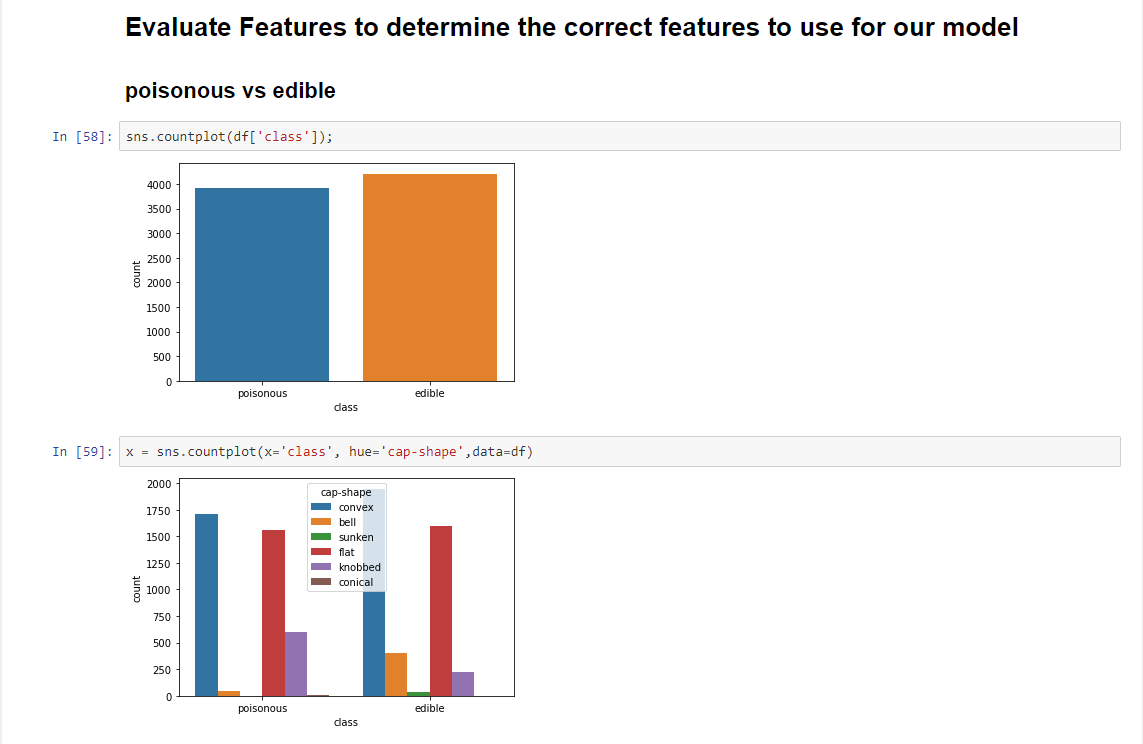 Evaluate Features to determine the correct features to use for our model
poisonous vs edible
In [58]: sns.countplot(df['class']);
4000
3500
3000
2500
2000
1500
1000
500
0
count
poisonous edible
class
In [59]: x = sns.countplot(x='class', hue='cap-shape',data=df)
2000
1750
1500
1250
1000
750
500
250
0
count
cap-shape
convex
bell
sunken
flat
knobbed
conical
poisonous edible
class